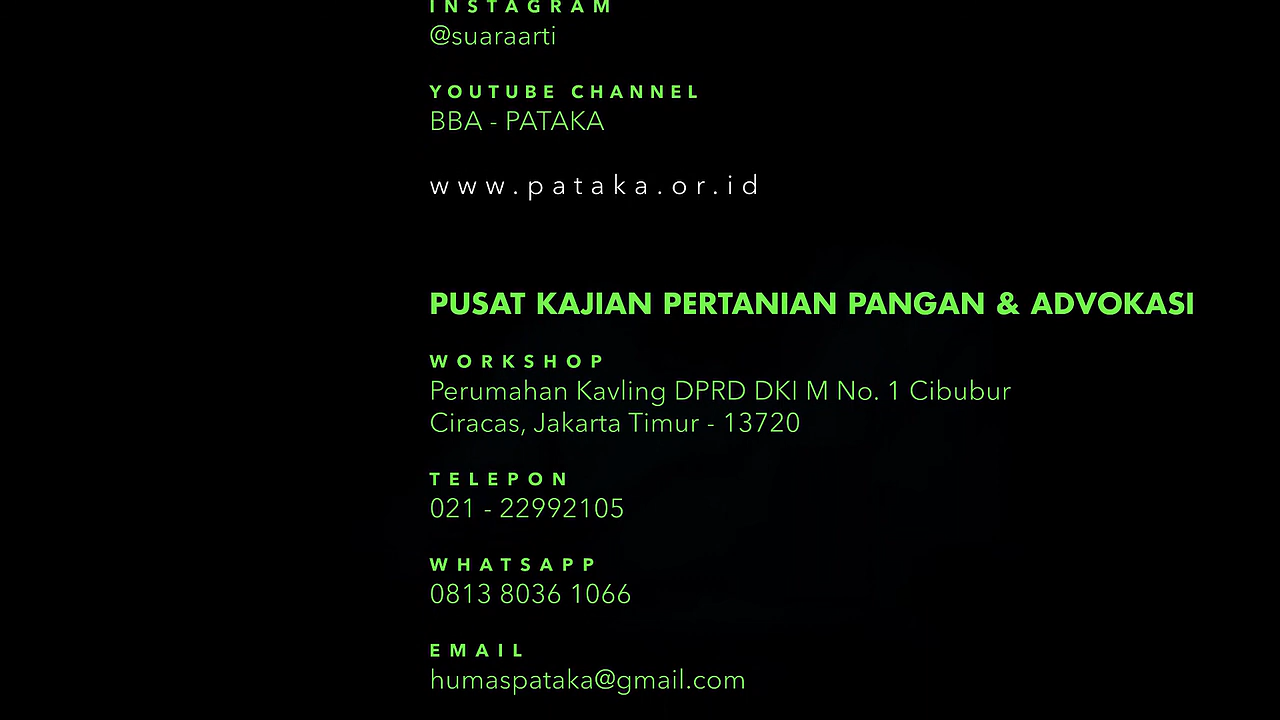 INSTAGRAM
@suaraarti
YOUTUBE CHANNEL
BBA - PATAKA
www.pataka.or.id
PUSAT KAJIAN PERTANIAN PANGAN & ADVOKASI
WORKSHOP
Perumahan Kavling DPRD DKI M No. 1 Cibubur
Ciracas, Jakarta Timur - 13720
TELEPON
021 - 22992105
WHATSAPP
0813 8036 1066
EMAIL
humaspataka@gmail.com